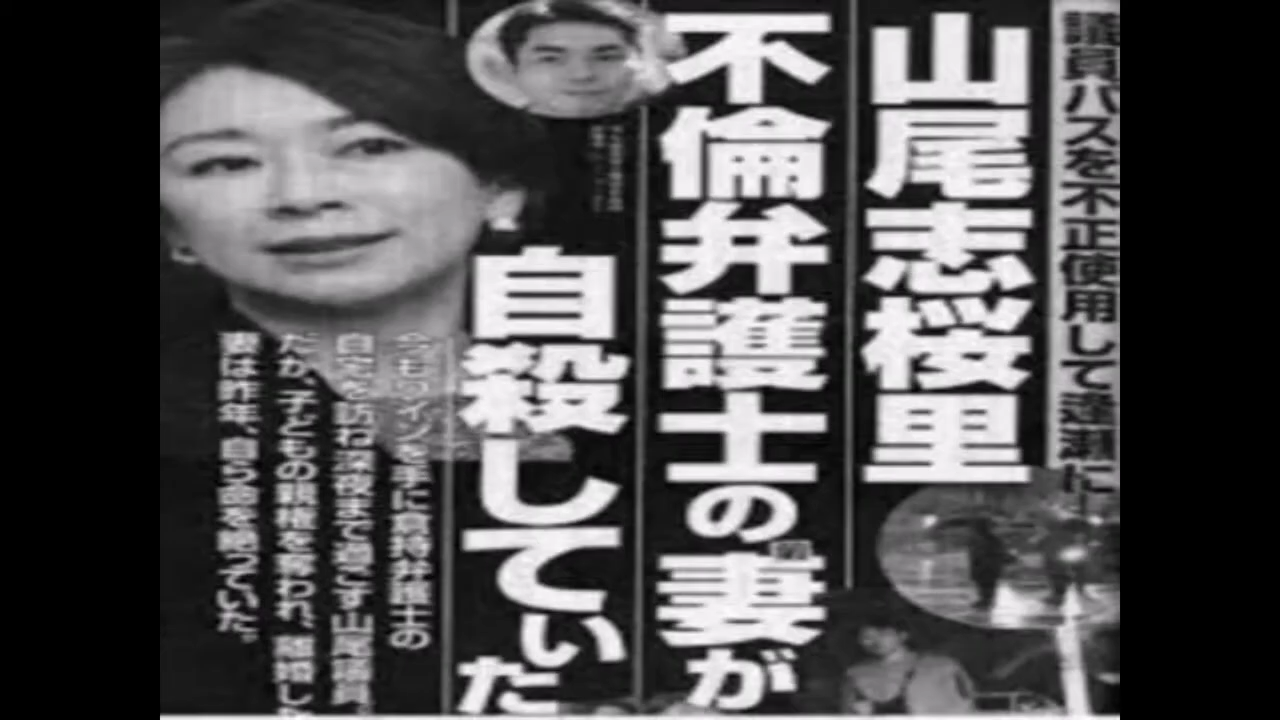 議員パスを不正使用して逢瀬に
山尾志桜里
不倫弁護士の妻が
自殺していた
今もワインを手に倉持弁護士の
自宅を訪ね深夜まで過ごす山尾議員。
だが、子どもの親権を奪われ、離婚した
妻は昨年、自ら命を絶っていた。